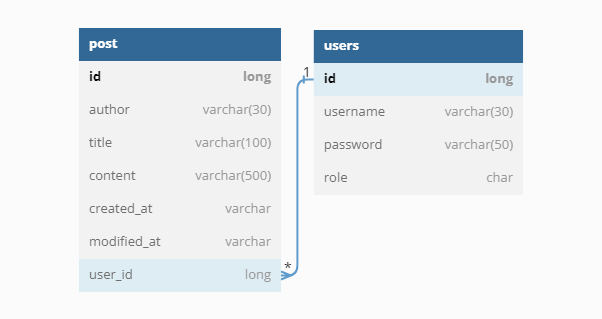 post
id long
author varchar(30)
title varchar(100)
content varchar(500)
created_at varchar
modified_at varchar
user_id long
*
1
users
id long
username varchar(30)
password varchar(50)
role char